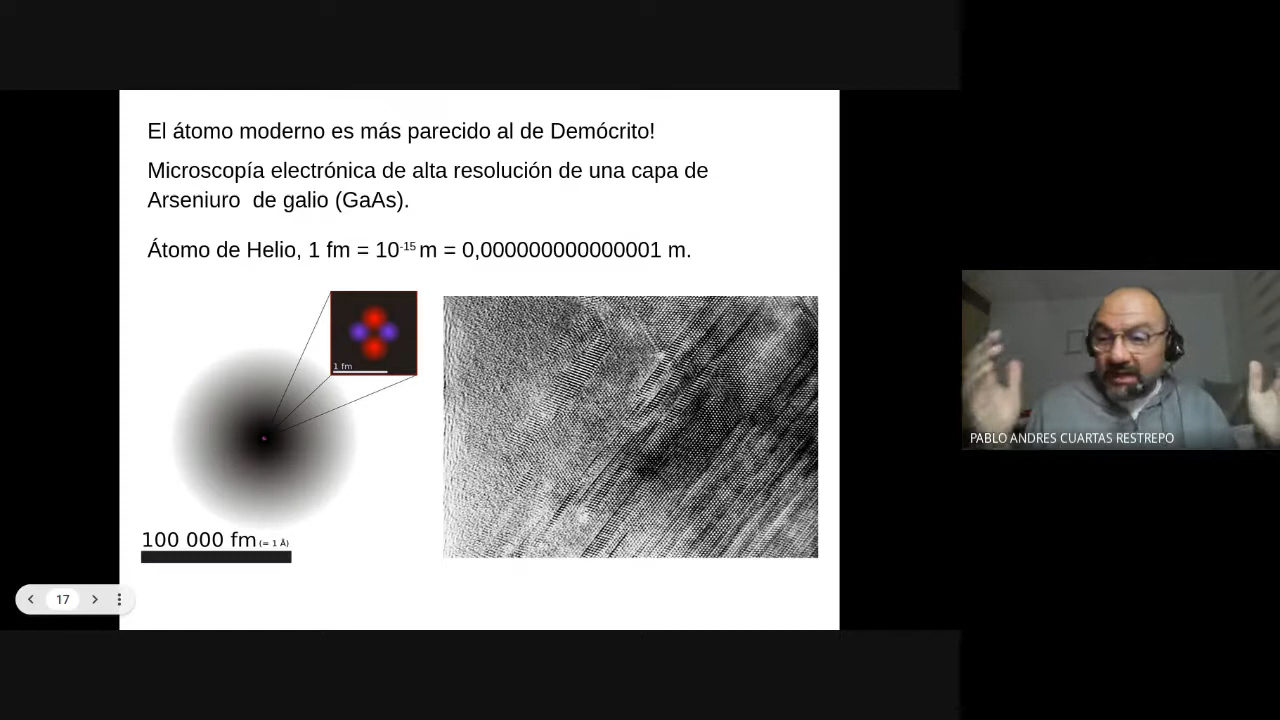 El átomo moderno es más parecido al de Demócrito!
Microscopía electrónica de alta resolución de una capa de
Arseniuro  de galio (GaAs).
Átomo de Helio, 1 fm = 10⁻¹⁵ m = 0,000000000000001 m.
1 fm
100 000 fm (= 1 Å)
17
PABLO ANDRES CUARTAS RESTREPO